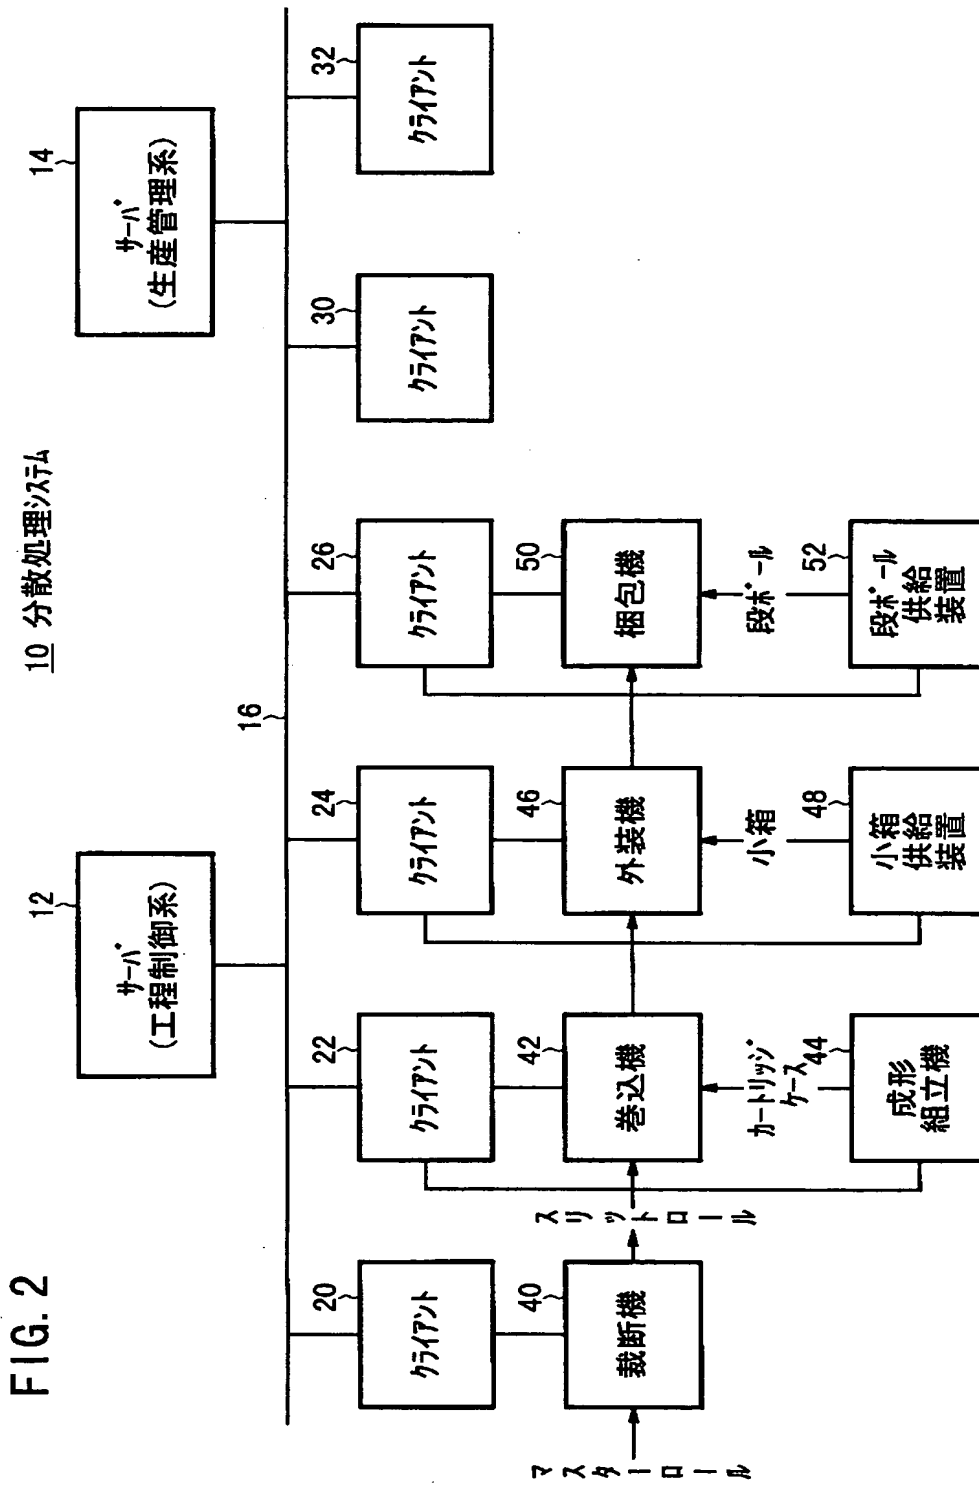 FIG. 2
10 分散処理システム
12
サーバ
(工程制御系)
14
サーバ
(生産管理系)
16
20
クライアント
22
クライアント
24
クライアント
26
クライアント
30
クライアント
32
クライアント
マスターロール
40
裁断機
スリットロール
42
巻込機
46
外装機
50
梱包機
カートリッジ
ケース
小箱
段ボール
44
成形
組立機
48
小箱
供給
装置
52
段ボール
供給
装置